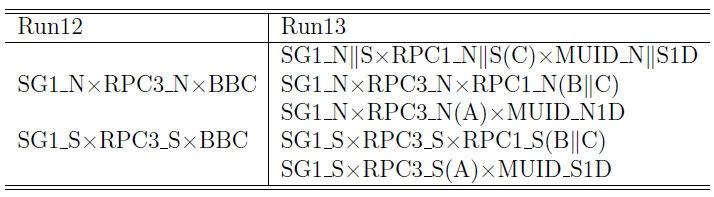 Run12 Run13
SG1_N∥S×RPC1_N∥S(C)×MUID_N∥S1D
SG1_N×RPC3_N×BBC SG1_N×RPC3_N×RPC1_N(B∥C)
SG1_N×RPC3_N(A)×MUID_N1D
SG1_S×RPC3_S×BBC SG1_S×RPC3_S×RPC1_S(B∥C)
SG1_S×RPC3_S(A)×MUID_S1D